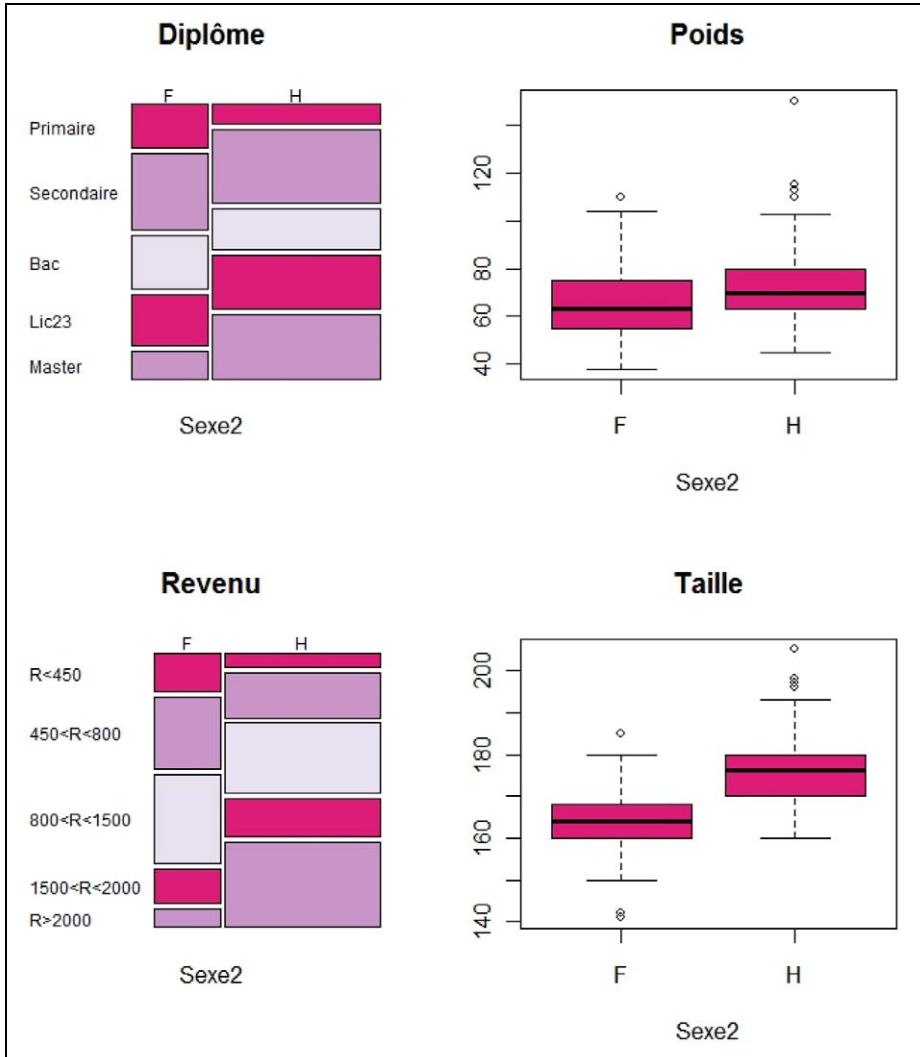 Diplôme
F H
Primaire
Secondaire
Bac
Lic23
Master
Sexe2
Poids
120
80
60
40
F H
Sexe2
Revenu
F H
R<450
450<R<800
800<R<1500
1500<R<2000
R>2000
Sexe2
Taille
200
180
160
140
F H
Sexe2